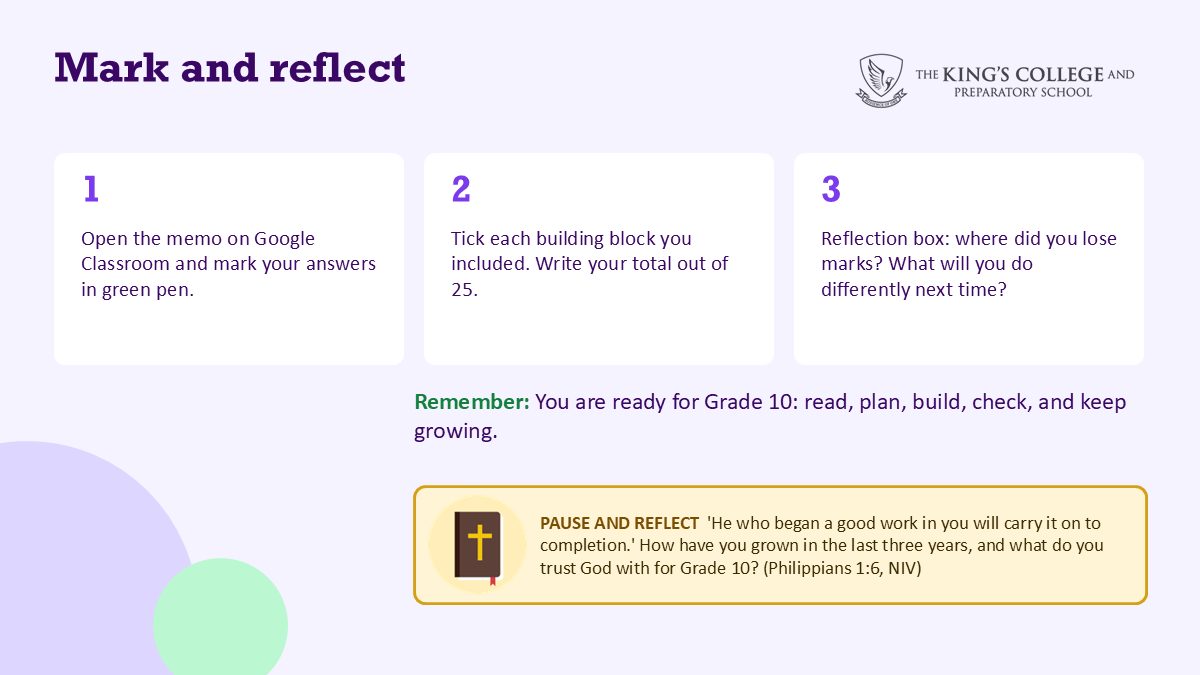 Mark and reflect
THE KING'S COLLEGE AND
PREPARATORY SCHOOL
1
Open the memo on Google
Classroom and mark your answers
in green pen.
2
Tick each building block you
included. Write your total out of
25.
3
Reflection box: where did you lose
marks? What will you do
differently next time?
Remember: You are ready for Grade 10: read, plan, build, check, and keep
growing.
PAUSE AND REFLECT 'He who began a good work in you will carry it on to
completion.' How have you grown in the last three years, and what do you
trust God with for Grade 10? (Philippians 1:6, NIV)